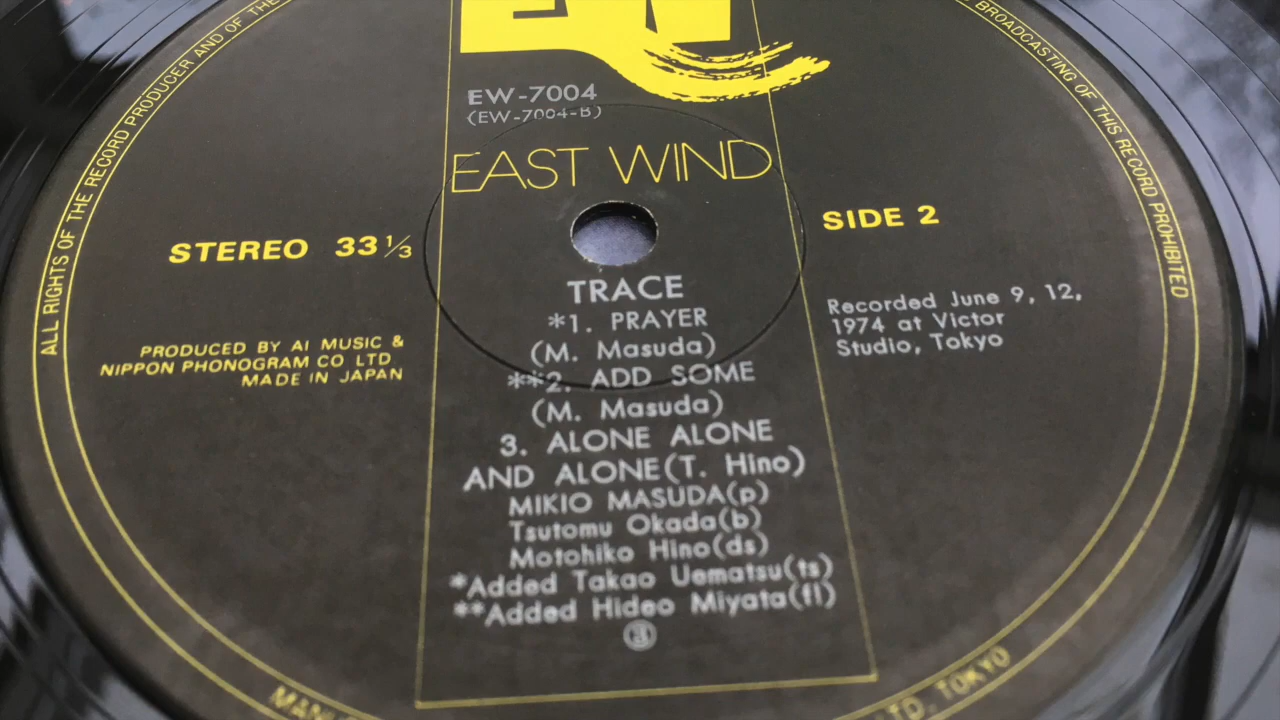 ALL RIGHTS OF THE RECORD PRODUCER AND OF THE
BROADCASTING OF THIS RECORD PROHIBITED
EW-7004
(EW-7004-B)
EAST WIND
STEREO 33⅓
SIDE 2
PRODUCED BY AI MUSIC &
NIPPON PHONOGRAM CO LTD.
MADE IN JAPAN
Recorded June 9, 12,
1974 at Victor
Studio, Tokyo
TRACE
*1. PRAYER
(M. Masuda)
**2. ADD SOME
(M. Masuda)
3. ALONE ALONE
AND ALONE(T. Hino)
MIKIO MASUDA(p)
Tsutomu Okada(b)
Motohiko Hino(ds)
*Added Takao Uematsu(ts)
**Added Hideo Miyata(fl)
③
LTD. TOKYO